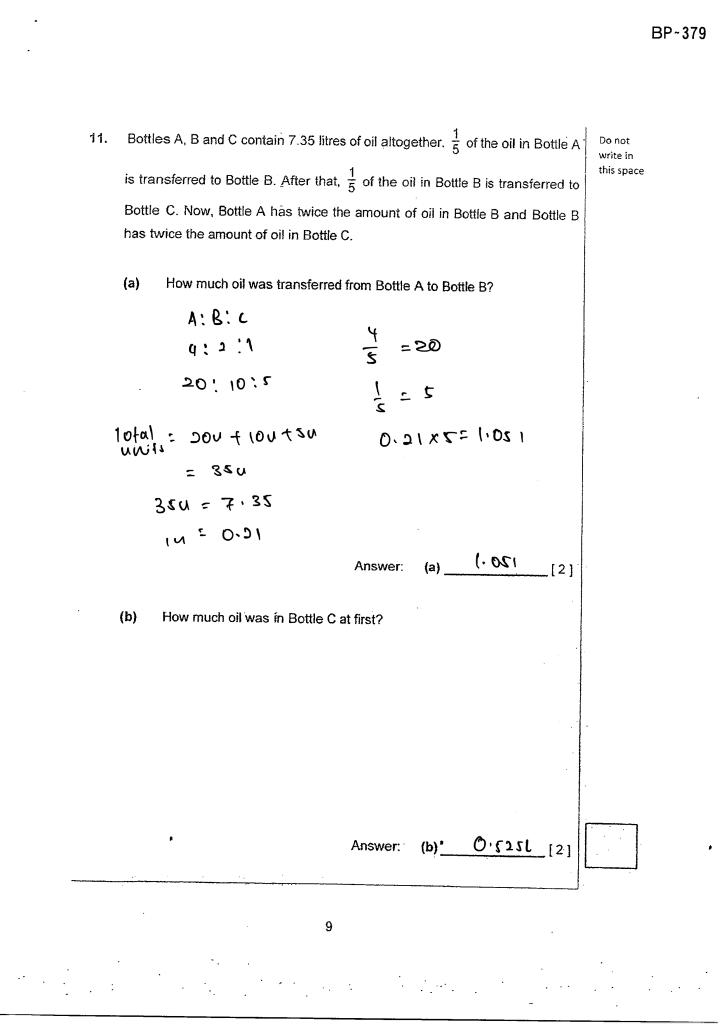 BP-379
11. Bottles A, B and C contain 7.35 litres of oil altogether. 1/5 of the oil in Bottle A
is transferred to Bottle B. After that, 1/5 of the oil in Bottle B is transferred to
Bottle C. Now, Bottle A has twice the amount of oil in Bottle B and Bottle B
has twice the amount of oil in Bottle C.
Do not
write in
this space
(a) How much oil was transferred from Bottle A to Bottle B?
A : B : C
4 : 2 : 1
20 : 10 : 5
Total units = 20u + 10u + 5u
= 35u
35u = 7.35
1u = 0.21
4/5 = 20
1/5 = 5
0.21 x 5 = 1.05l
Answer: (a) 1.05l [2]
(b) How much oil was in Bottle C at first?
Answer: (b) 0.525L [2]
9